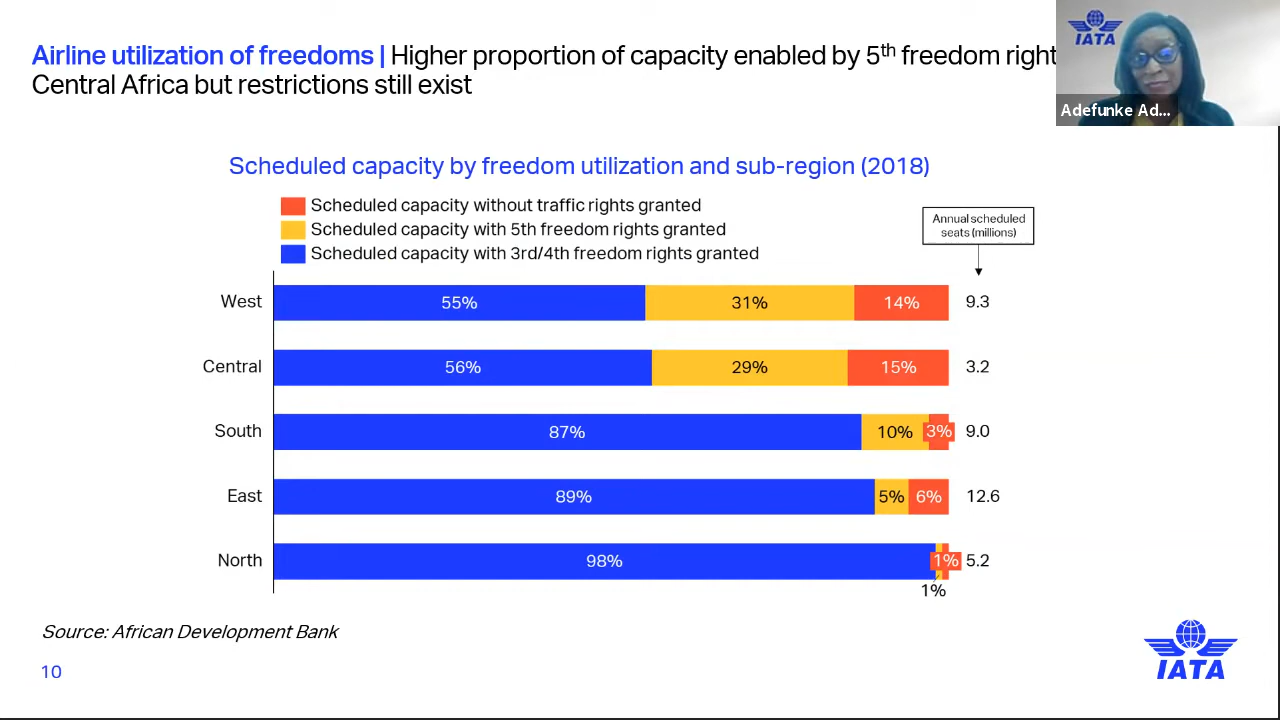 Airline utilization of freedoms | Higher proportion of capacity enabled by 5th freedom right
Central Africa but restrictions still exist
IATA
Adefunke Ad...
Scheduled capacity by freedom utilization and sub-region (2018)
Scheduled capacity without traffic rights granted
Scheduled capacity with 5th freedom rights granted
Scheduled capacity with 3rd/4th freedom rights granted
Annual scheduled
seats (millions)
West 55% 31% 14% 9.3
Central 56% 29% 15% 3.2
South 87% 10% 3% 9.0
East 89% 5% 6% 12.6
North 98% 1% 5.2
1%
Source: African Development Bank
10
IATA